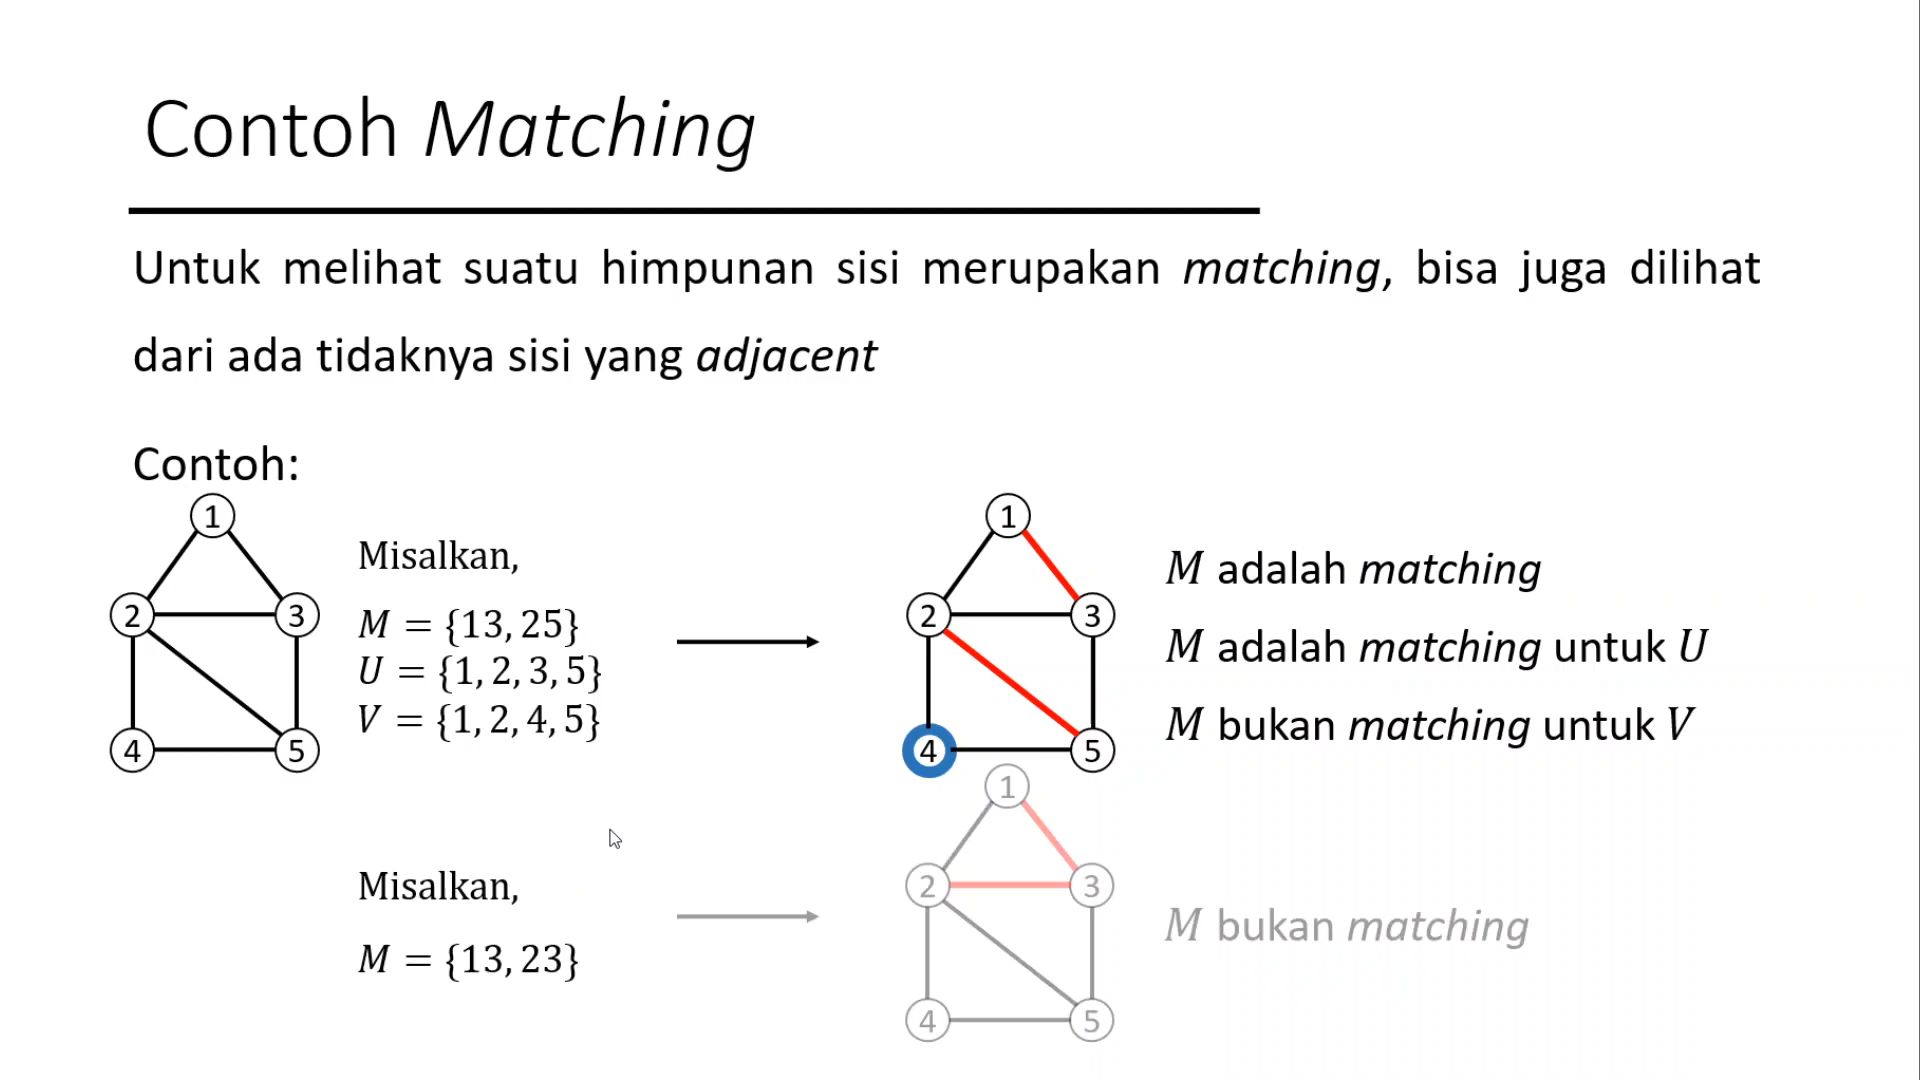 Contoh Matching
Untuk melihat suatu himpunan sisi merupakan matching, bisa juga dilihat
dari ada tidaknya sisi yang adjacent
Contoh:
1
2
3
4
5
Misalkan,
M = {13, 25}
U = {1, 2, 3, 5}
V = {1, 2, 4, 5}
1
2
3
4
5
M adalah matching
M adalah matching untuk U
M bukan matching untuk V
Misalkan,
M = {13, 23}
1
2
3
4
5
M bukan matching